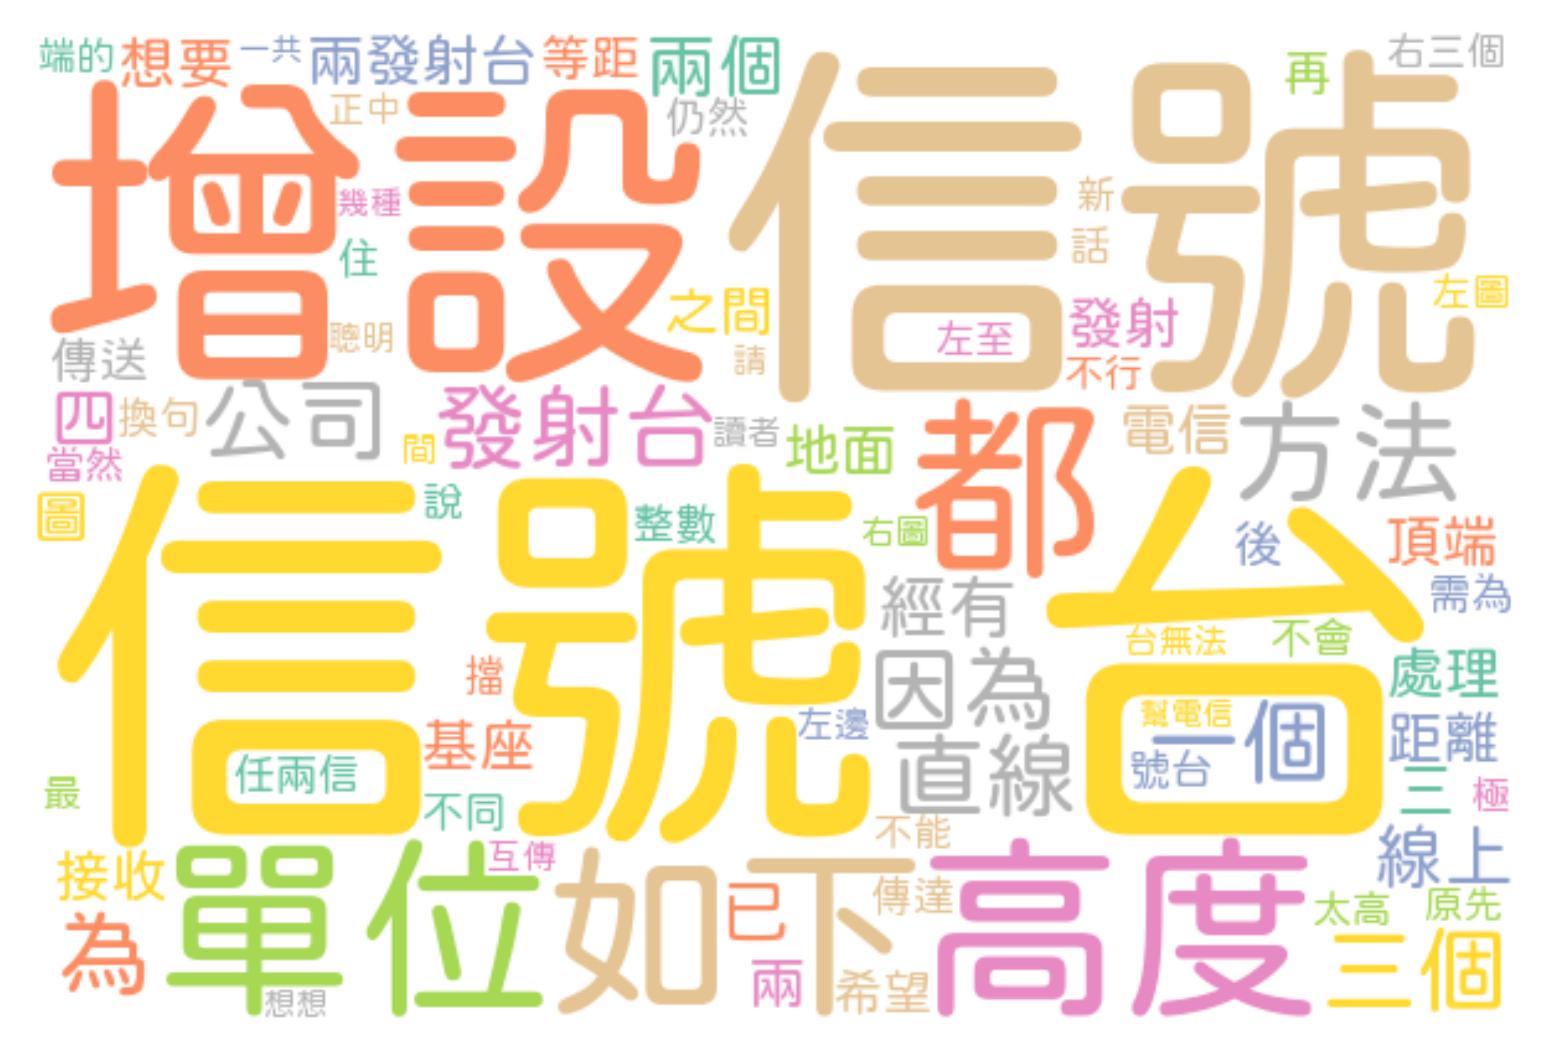 端的 想要 一共 兩發射台 等距 兩個 再 右三個
增設 正中 仍然 信號
幾種 新
住 話
之間 左圖
傳送 聰明 請 左至 發射
不行
四 換句 公司 發射台 讀者 地面 都 電信 方法
當然 間
圖 說 整數 右圖 後 頂端
信號 台
經有 需為
台無法 不會
擋 因為 處理
基座 左邊 直線 幫電信 一個 距離
任兩信 號台
最 不同 三 極
不能
接收 單位 互傳 如下 高度 線上
為 已 傳達 太高 原先
想想 兩 希望 三個